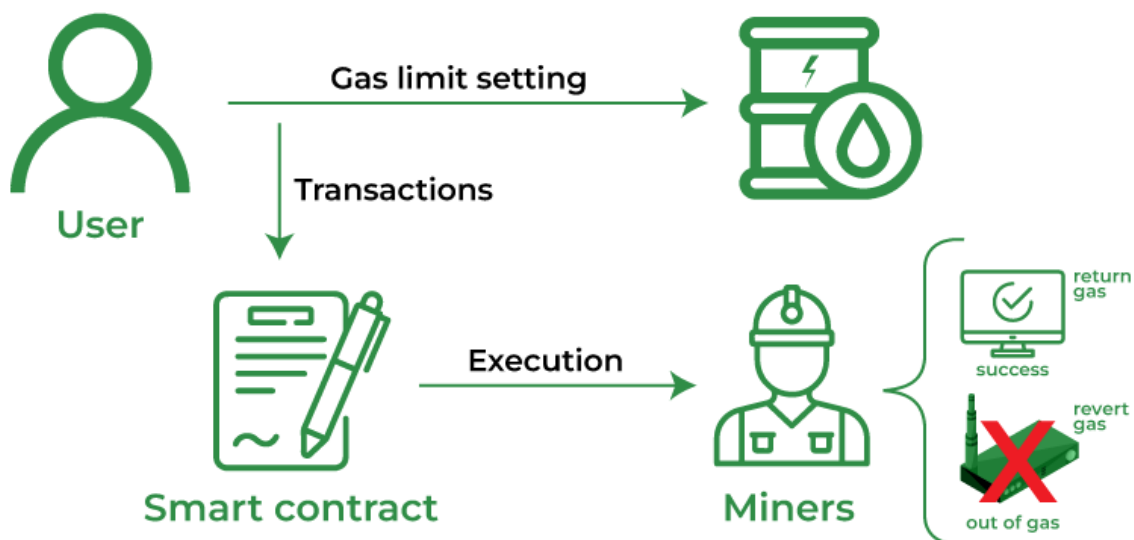 Gas limit setting
Transactions
User
Smart contract
Execution
Miners
return
gas
success
revert
gas
out of gas